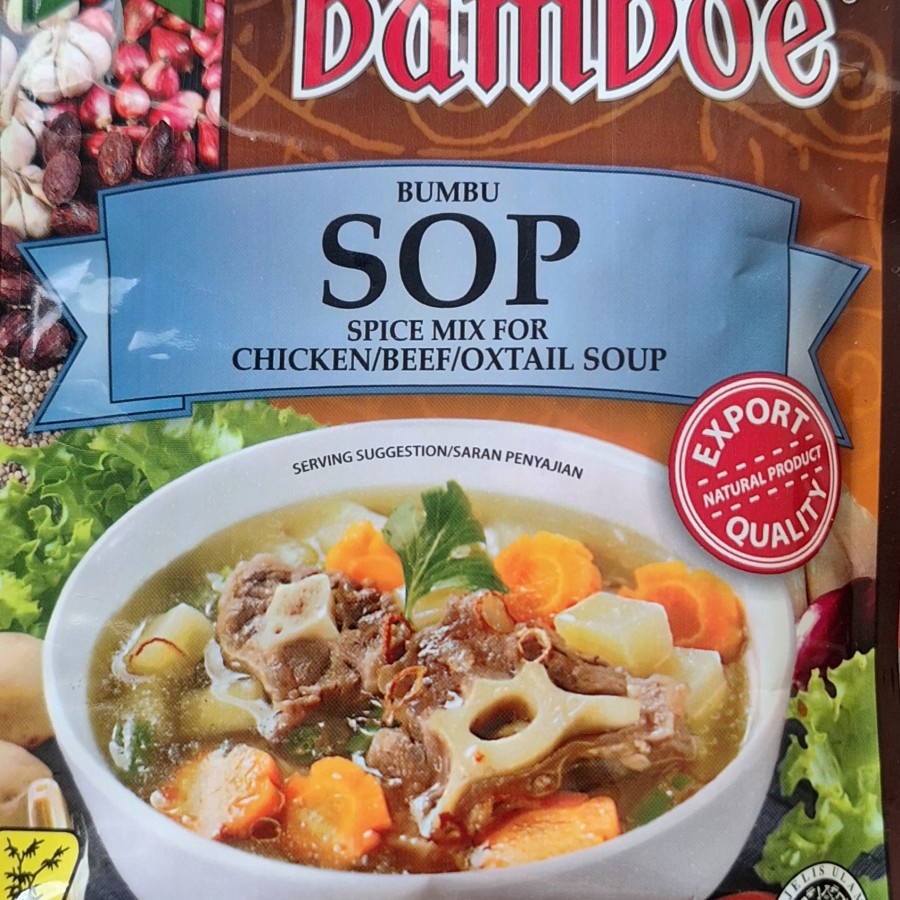 Bamboe
BUMBU
SOP
SPICE MIX FOR
CHICKEN/BEEF/OXTAIL SOUP
SERVING SUGGESTION/SARAN PENYAJIAN
EXPORT
NATURAL PRODUCT
QUALITY